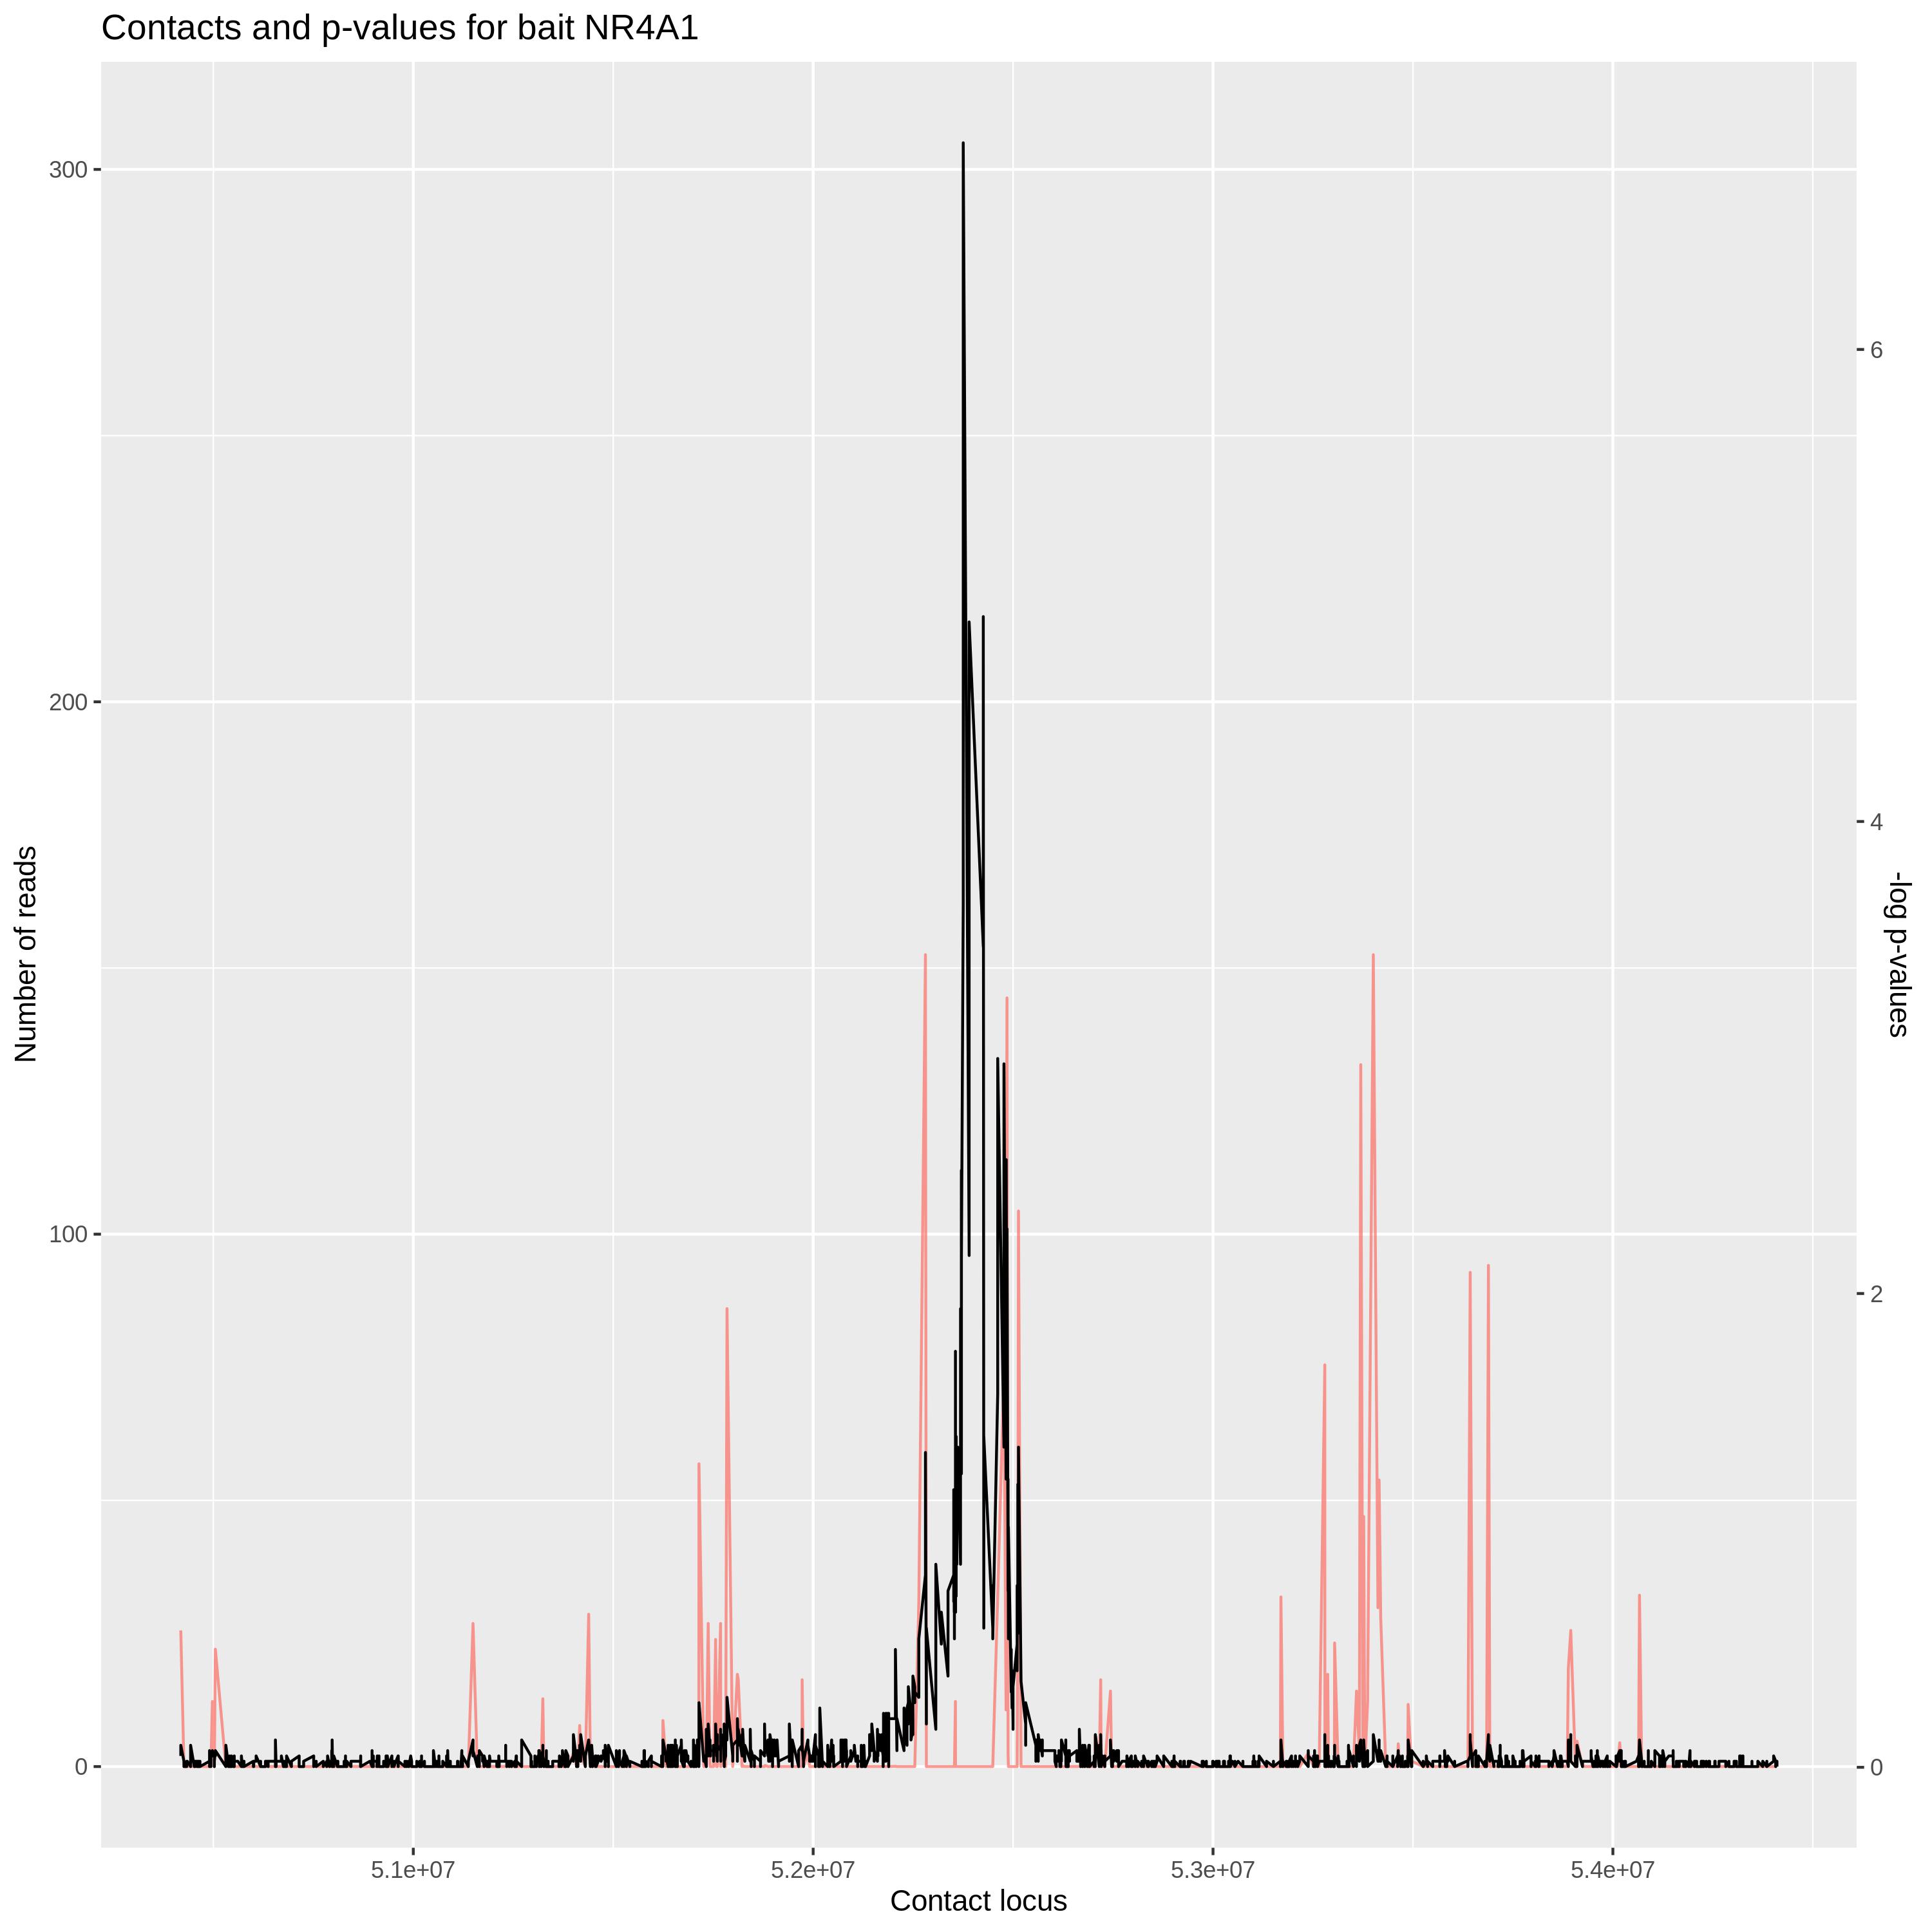 Contacts and p-values for bait NR4A1
300
200
100
0
Number of reads
6
4
2
0
-log p-values
5.1e+07
5.2e+07
5.3e+07
5.4e+07
Contact locus